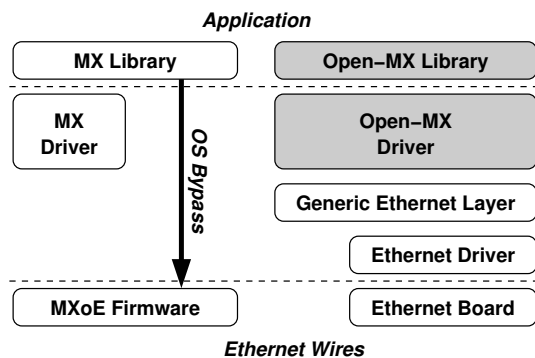 Application
MX Library
Open−MX Library
MX
Driver
OS Bypass
Open−MX
Driver
Generic Ethernet Layer
Ethernet Driver
MXoE Firmware
Ethernet Board
Ethernet Wires